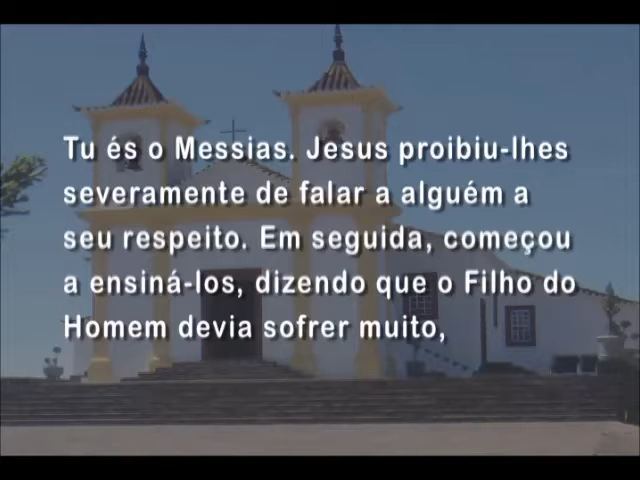 Tu és o Messias. Jesus proibiu-lhes
severamente de falar a alguém a
seu respeito. Em seguida, começou
a ensiná-los, dizendo que o Filho do
Homem devia sofrer muito,